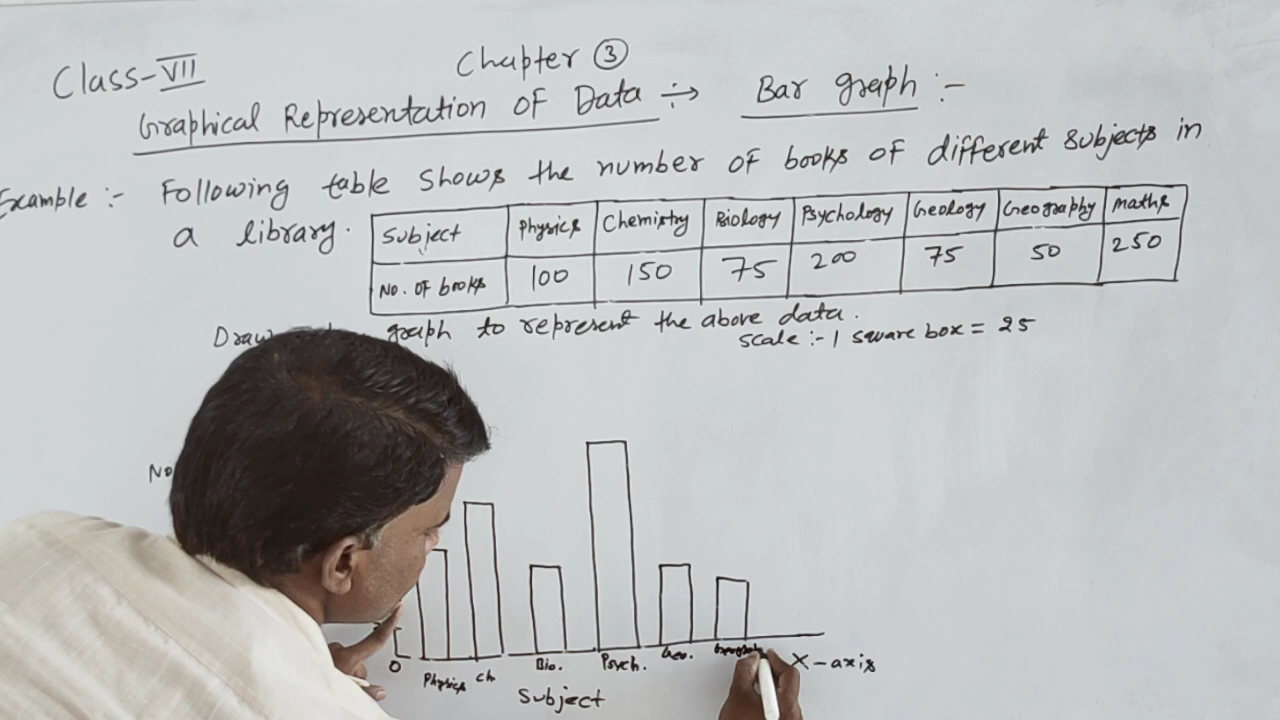 Class-VII
Chapter 3
Graphical Representation of Data → Bar graph :-
Example :- Following table shows the number of books of different subjects in
a library.
Subject Physics Chemistry Biology Psychology Geology Geography Maths
No. of books 100 150 75 200 75 50 250
graph to represent the above data.
Scale :- 1 square box = 25
0 Physics ch Bio. Psych. Geo. X-axis
Subject